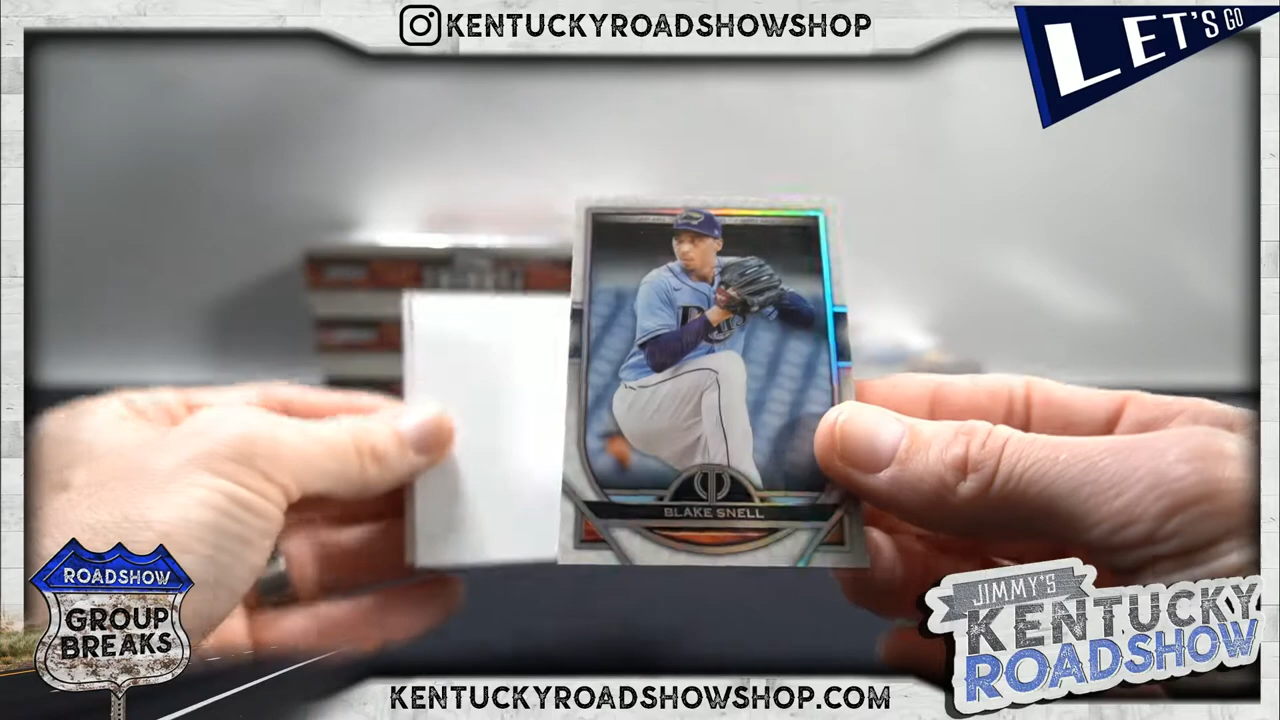 KENTUCKYROADSHOWSHOP
LET'S GO
BLAKE SNELL
ROADSHOW
GROUP
BREAKS
JIMMY'S
KENTUCKY
ROADSHOW
KENTUCKYROADSHOWSHOP.COM